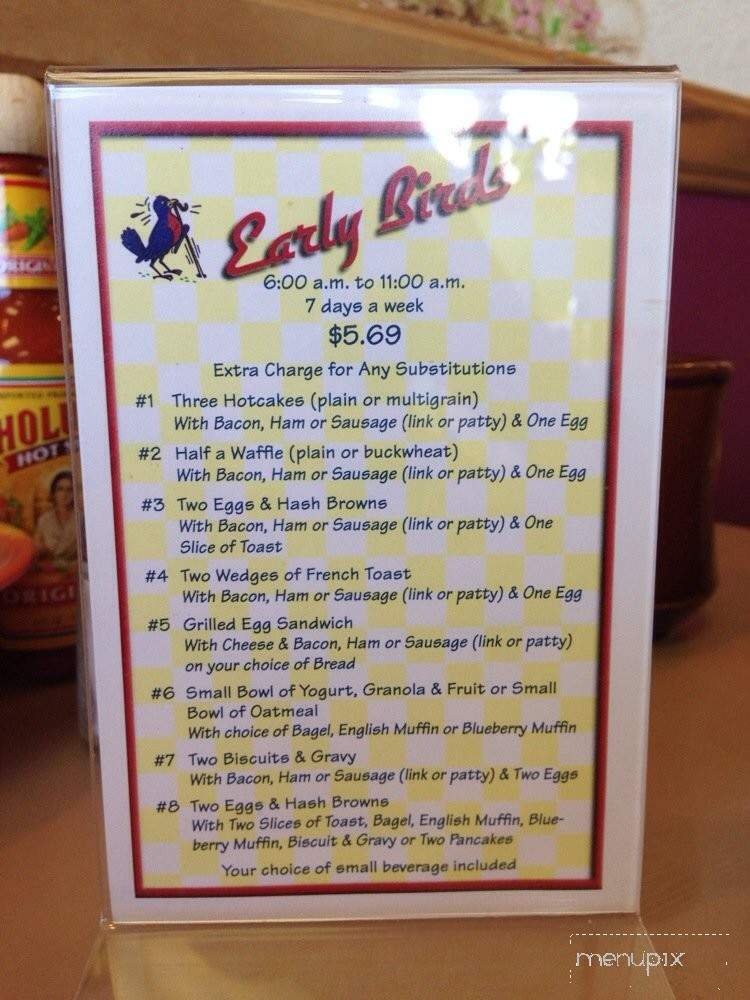 Early Birds
6:00 a.m. to 11:00 a.m.
7 days a week
$5.69
Extra Charge for Any Substitutions
#1 Three Hotcakes (plain or multigrain)
With Bacon, Ham or Sausage (link or patty) & One Egg
#2 Half a Waffle (plain or buckwheat)
With Bacon, Ham or Sausage (link or patty) & One Egg
#3 Two Eggs & Hash Browns
With Bacon, Ham or Sausage (link or patty) & One
Slice of Toast
#4 Two Wedges of French Toast
With Bacon, Ham or Sausage (link or patty) & One Egg
#5 Grilled Egg Sandwich
With Cheese & Bacon, Ham or Sausage (link or patty)
on your choice of Bread
#6 Small Bowl of Yogurt, Granola & Fruit or Small
Bowl of Oatmeal
With choice of Bagel, English Muffin or Blueberry Muffin
#7 Two Biscuits & Gravy
With Bacon, Ham or Sausage (link or patty) & Two Eggs
#8 Two Eggs & Hash Browns
With Two Slices of Toast, Bagel, English Muffin, Blue-
berry Muffin, Biscuit & Gravy or Two Pancakes
Your choice of small beverage included
ORIGIN
HOLU
HOT S
ORIGI
menupix